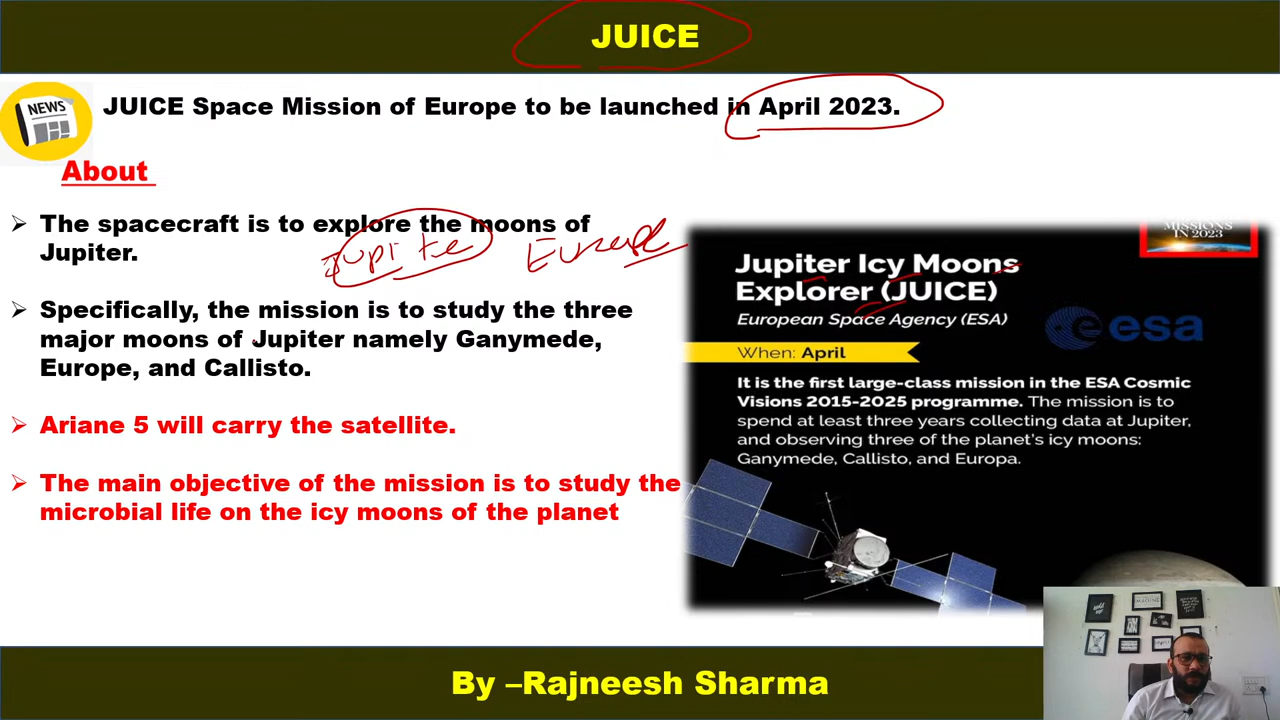 JUICE
NEWS
JUICE Space Mission of Europe to be launched in April 2023.
About
The spacecraft is to explore the moons of
Jupiter.
Jupite Europe
Specifically, the mission is to study the three
major moons of Jupiter namely Ganymede,
Europe, and Callisto.
Ariane 5 will carry the satellite.
The main objective of the mission is to study the
microbial life on the icy moons of the planet
MISSIONS
IN 2023
Jupiter Icy Moons
Explorer (JUICE)
European Space Agency (ESA)
esa
When: April
It is the first large-class mission in the ESA Cosmic
Visions 2015-2025 programme. The mission is to
spend at least three years collecting data at Jupiter,
and observing three of the planet's icy moons:
Ganymede, Callisto, and Europa.
By –Rajneesh Sharma